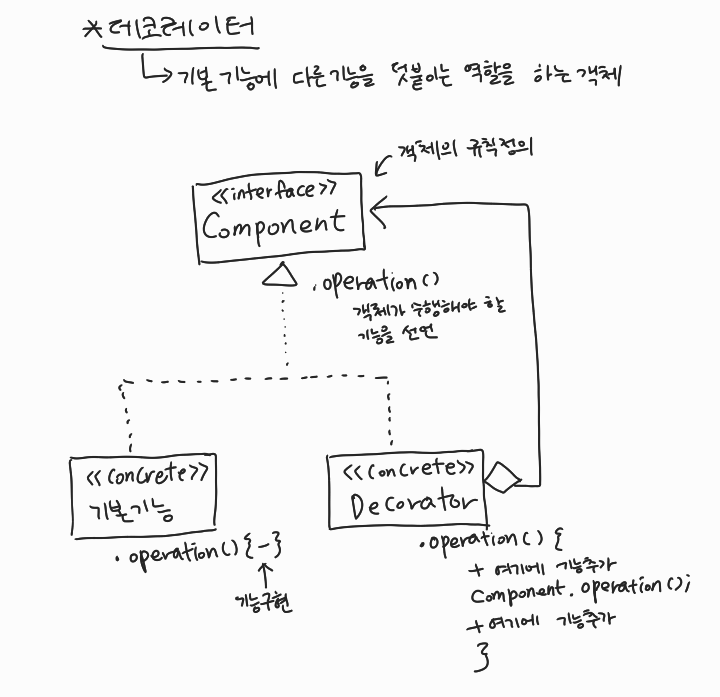 *데코레이터
기본기능에 다른기능을 덧붙이는 역할을 하는객체
객체의 규칙정의
<<interface>>
Component
.operation()
객체가 수행해야 할
기능을 선언
<<concrete>>
기본기능
.operation(){-}
기능구현
<<concrete>>
Decorator
.operation() {
+ 여기에 기능추가
Component.operation();
+ 여기에 기능추가
}